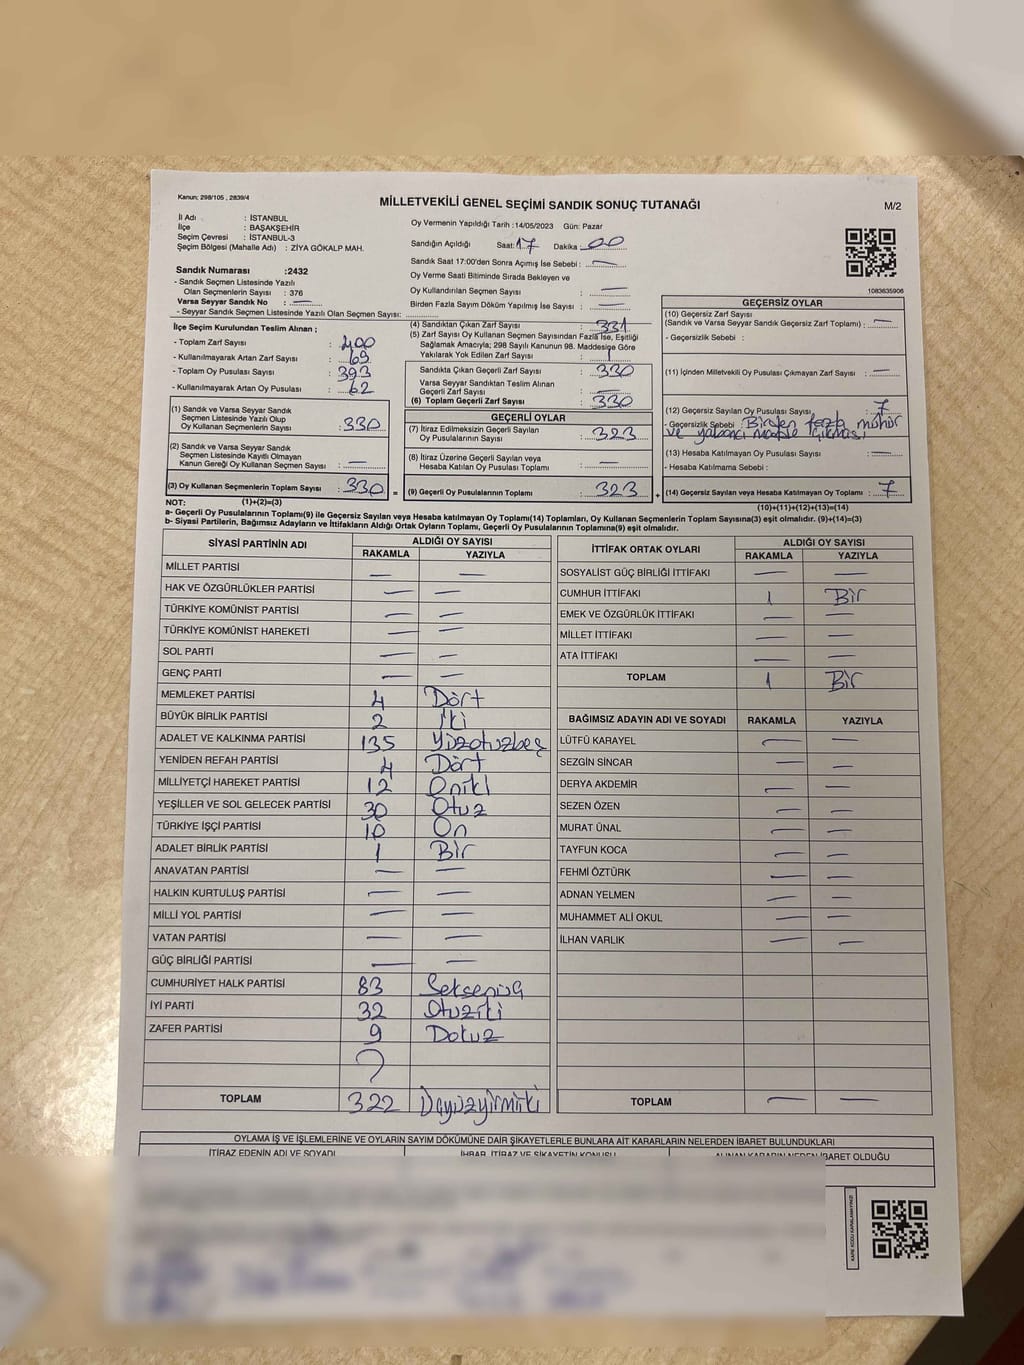 Kanun; 298/105 , 2839/4
MİLLETVEKİLİ GENEL SEÇİMİ SANDIK SONUÇ TUTANAĞI
M/2
İl Adı : İSTANBUL
İlçe : BAŞAKŞEHİR
Seçim Çevresi : İSTANBUL-3
Seçim Bölgesi (Mahalle Adı) : ZİYA GÖKALP MAH.
Oy Vermenin Yapıldığı Tarih :14/05/2023 Gün: Pazar
Sandığın Açıldığı Saat: 17 Dakika : 00
Sandık Saat 17:00'den Sonra Açımış İse Sebebi : —
Oy Verme Saati Bitiminde Sırada Bekleyen ve
Oy Kullandırılan Seçmen Sayısı : —
Birden Fazla Sayım Döküm Yapılmış İse Sayısı : —
1083635906
Sandık Numarası :2432
- Sandık Seçmen Listesinde Yazılı
Olan Seçmenlerin Sayısı : 376
Varsa Seyyar Sandık No : —
- Seyyar Sandık Seçmen Listesinde Yazılı Olan Seçmen Sayısı:
İlçe Seçim Kurulundan Teslim Alınan ;
- Toplam Zarf Sayısı : 400
- Kullanılmayarak Artan Zarf Sayısı : 69
- Toplam Oy Pusulası Sayısı : 393
- Kullanılmayarak Artan Oy Pusulası : 62
(1) Sandık ve Varsa Seyyar Sandık
Seçmen Listesinde Yazılı Olup
Oy Kullanan Seçmenlerin Sayısı : 330
(2) Sandık ve Varsa Seyyar Sandık
Seçmen Listesinde Kayıtlı Olmayan
Kanun Gereği Oy Kullanan Seçmen Sayısı : —
(3) Oy Kullanan Seçmenlerin Toplam Sayısı : 330 =
(4) Sandıktan Çıkan Zarf Sayısı : 331
(5) Zarf Sayısı Oy Kullanan Seçmen Sayısından Fazla İse, Eşitliği
Sağlamak Amacıyla; 298 Sayılı Kanunun 98. Maddesine Göre
Yakılarak Yok Edilen Zarf Sayısı : 1
Sandıkta Çıkan Geçerli Zarf Sayısı : 330
Varsa Seyyar Sandıktan Teslim Alınan
Geçerli Zarf Sayısı : —
(6) Toplam Geçerli Zarf Sayısı : 330
GEÇERLİ OYLAR
(7) İtiraz Edilmeksizin Geçerli Sayılan
Oy Pusulalarının Sayısı : 323
(8) İtiraz Üzerine Geçerli Sayılan veya
Hesaba Katılan Oy Pusulası Toplamı : —
(9) Geçerli Oy Pusulalarının Toplamı : 323 +
GEÇERSİZ OYLAR
(10) Geçersiz Zarf Sayısı
(Sandık ve Varsa Seyyar Sandık Geçersiz Zarf Toplamı) : —
- Geçersizlik Sebebi :
(11) İçinden Milletvekili Oy Pusulası Çıkmayan Zarf Sayısı : —
(12) Geçersiz Sayılan Oy Pusulası Sayısı : 7
- Geçersizlik Sebebi : Birden fazla mühür
ve yabancı madde çıkması
(13) Hesaba Katılmayan Oy Pusulası Sayısı : —
- Hesaba Katılmama Sebebi :
(14) Geçersiz Sayılan veya Hesaba Katılmayan Oy Toplamı : 7
NOT: (1)+(2)=(3)
(10)+(11)+(12)+(13)=(14)
a- Geçerli Oy Pusulalarının Toplamı(9) ile Geçersiz Sayılan veya Hesaba katılmayan Oy Toplamı(14) Toplamları, Oy Kullanan Seçmenlerin Toplam Sayısına(3) eşit olmalıdır. (9)+(14)=(3)
b- Siyasi Partilerin, Bağımsız Adayların ve İttifakların Aldığı Ortak Oyların Toplamı, Geçerli Oy Pusulalarının Toplamına(9) eşit olmalıdır.
SİYASİ PARTİNİN ADI ALDIĞI OY SAYISI
RAKAMLA YAZIYLA
MİLLET PARTİSİ — —
HAK VE ÖZGÜRLÜKLER PARTİSİ — —
TÜRKİYE KOMÜNİST PARTİSİ — —
TÜRKİYE KOMÜNİST HAREKETİ — —
SOL PARTİ — —
GENÇ PARTİ — —
MEMLEKET PARTİSİ 4 Dört
BÜYÜK BİRLİK PARTİSİ 2 İki
ADALET VE KALKINMA PARTİSİ 135 Yüzotuzbeş
YENİDEN REFAH PARTİSİ 4 Dört
MİLLİYETÇİ HAREKET PARTİSİ 12 Oniki
YEŞİLLER VE SOL GELECEK PARTİSİ 30 Otuz
TÜRKİYE İŞÇİ PARTİSİ 10 On
ADALET BİRLİK PARTİSİ 1 Bir
ANAVATAN PARTİSİ — —
HALKIN KURTULUŞ PARTİSİ — —
MİLLİ YOL PARTİSİ — —
VATAN PARTİSİ — —
GÜÇ BİRLİĞİ PARTİSİ — —
CUMHURİYET HALK PARTİSİ 83 Seksenüç
İYİ PARTİ 32 Otuziki
ZAFER PARTİSİ 9 Dokuz
TOPLAM 322 Üçyüzyirmiiki
İTTİFAK ORTAK OYLARI ALDIĞI OY SAYISI
RAKAMLA YAZIYLA
SOSYALİST GÜÇ BİRLİĞİ İTTİFAKI — —
CUMHUR İTTİFAKI 1 Bir
EMEK VE ÖZGÜRLÜK İTTİFAKI — —
MİLLET İTTİFAKI — —
ATA İTTİFAKI — —
TOPLAM 1 Bir
BAĞIMSIZ ADAYIN ADI VE SOYADI RAKAMLA YAZIYLA
LÜTFÜ KARAYEL — —
SEZGİN SİNCAR — —
DERYA AKDEMİR — —
SEZEN ÖZEN — —
MURAT ÜNAL — —
TAYFUN KOCA — —
FEHMİ ÖZTÜRK — —
ADNAN YELMEN — —
MUHAMMET ALİ OKUL — —
İLHAN VARLIK — —
TOPLAM — —
OYLAMA İŞ VE İŞLEMLERİNE VE OYLARIN SAYIM DÖKÜMÜNE DAİR ŞİKAYETLERLE BUNLARA AİT KARARLARIN NELERDEN İBARET BULUNDUKLARI
İTİRAZ EDENİN ADI VE SOYADI İHBAR, İTİRAZ VE ŞİKAYETİN KONUSU ALINAN KARARIN NEDEN İBARET OLDUĞU